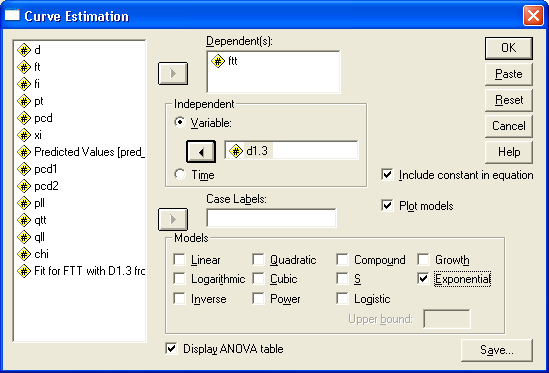 Curve Estimation
d
ft
fi
pt
pcd
xi
Predicted Values [pred_
pcd1
pcd2
pll
qtt
qll
chi
Fit for FTT with D1.3 fro
Dependent(s):
ftt
Independent
Variable:
d1.3
Time
Case Labels:
OK
Paste
Reset
Cancel
Help
Include constant in equation
Plot models
Models
Linear Quadratic Compound Growth
Logarithmic Cubic S Exponential
Inverse Power Logistic
Upper bound:
Display ANOVA table
Save...